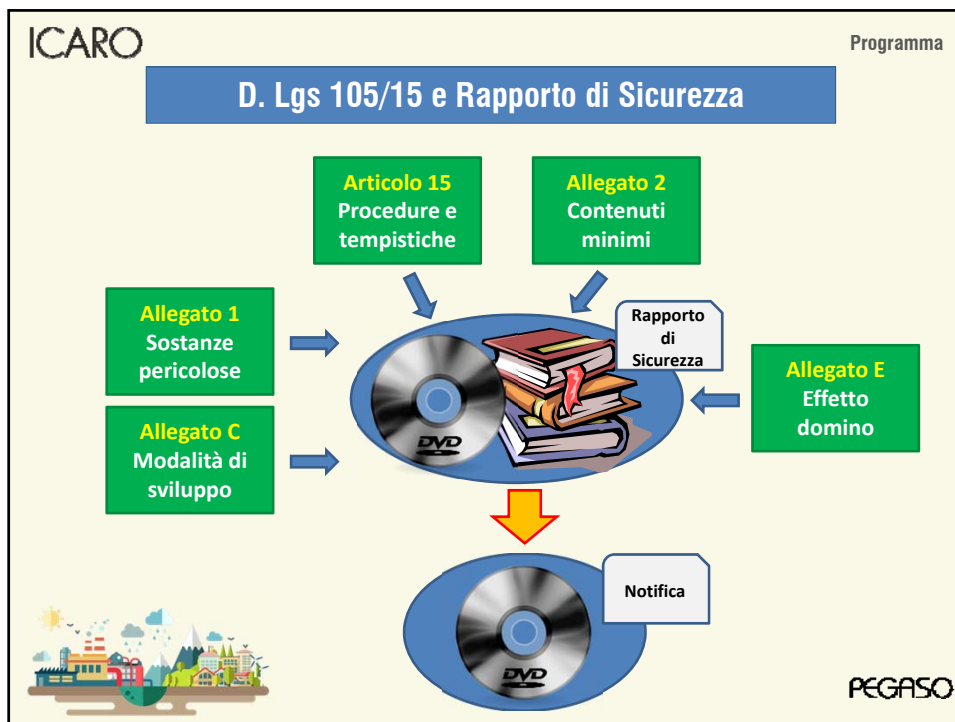 ICARO
Programma
D. Lgs 105/15 e Rapporto di Sicurezza
Articolo 15
Procedure e
tempistiche
Allegato 2
Contenuti
minimi
Allegato 1
Sostanze
pericolose
Rapporto
di
Sicurezza
Allegato E
Effetto
domino
Allegato C
Modalità di
sviluppo
DVD
Notifica
DVD
PEGASO